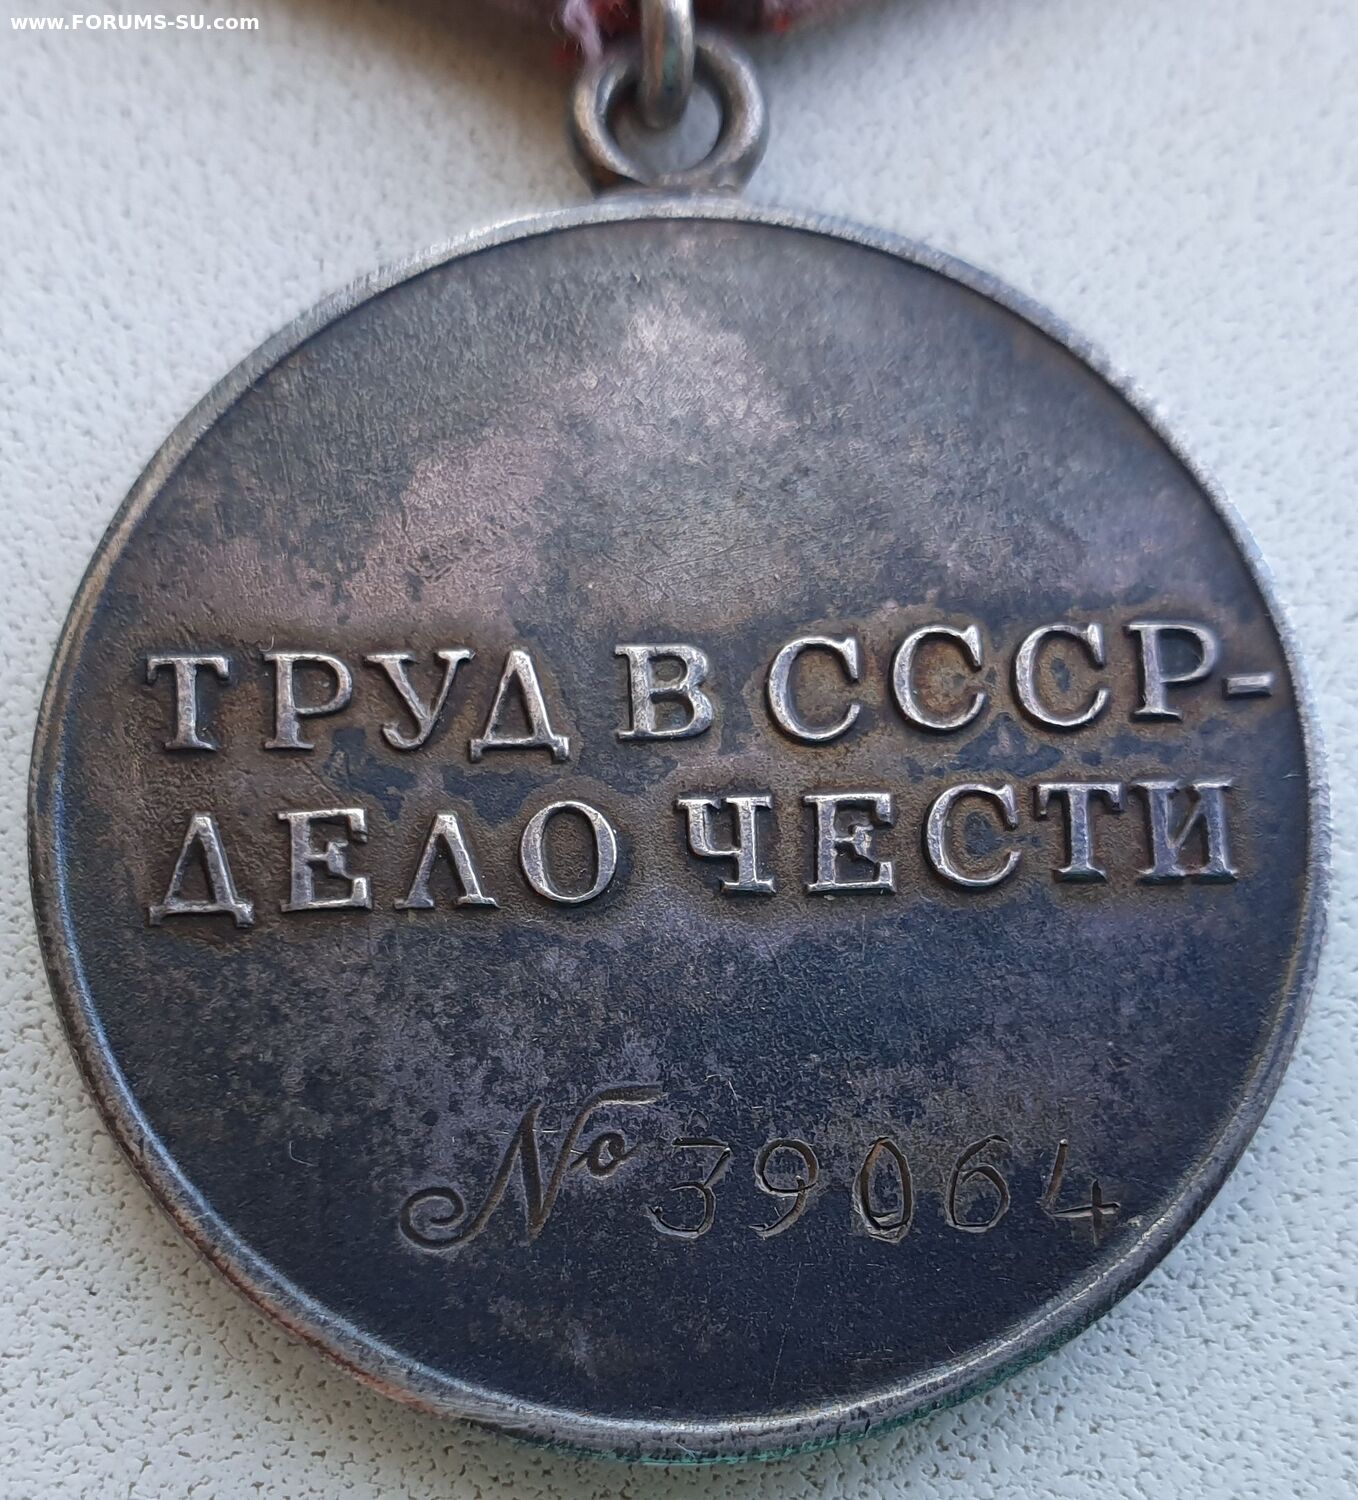 www.FORUMS-SU.com
ТРУД В СССР-
ДЕЛО ЧЕСТИ
№ 39064